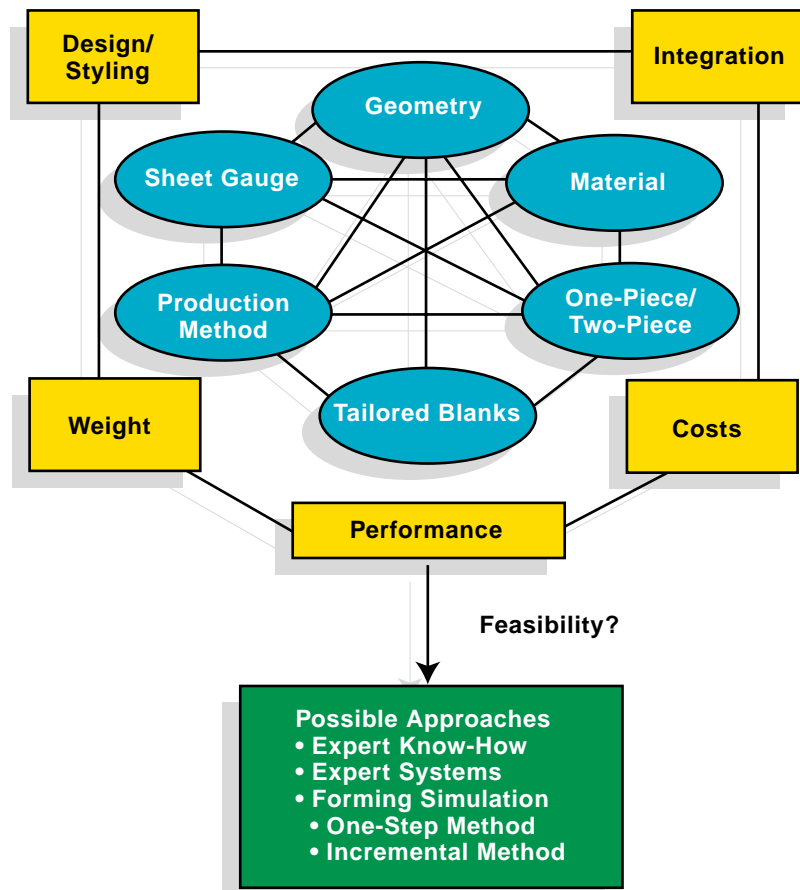 Design/
Styling
Integration
Geometry
Sheet Gauge
Material
Production
Method
One-Piece/
Two-Piece
Tailored Blanks
Weight
Costs
Performance
Feasibility?
Possible Approaches
• Expert Know-How
• Expert Systems
• Forming Simulation
• One-Step Method
• Incremental Method